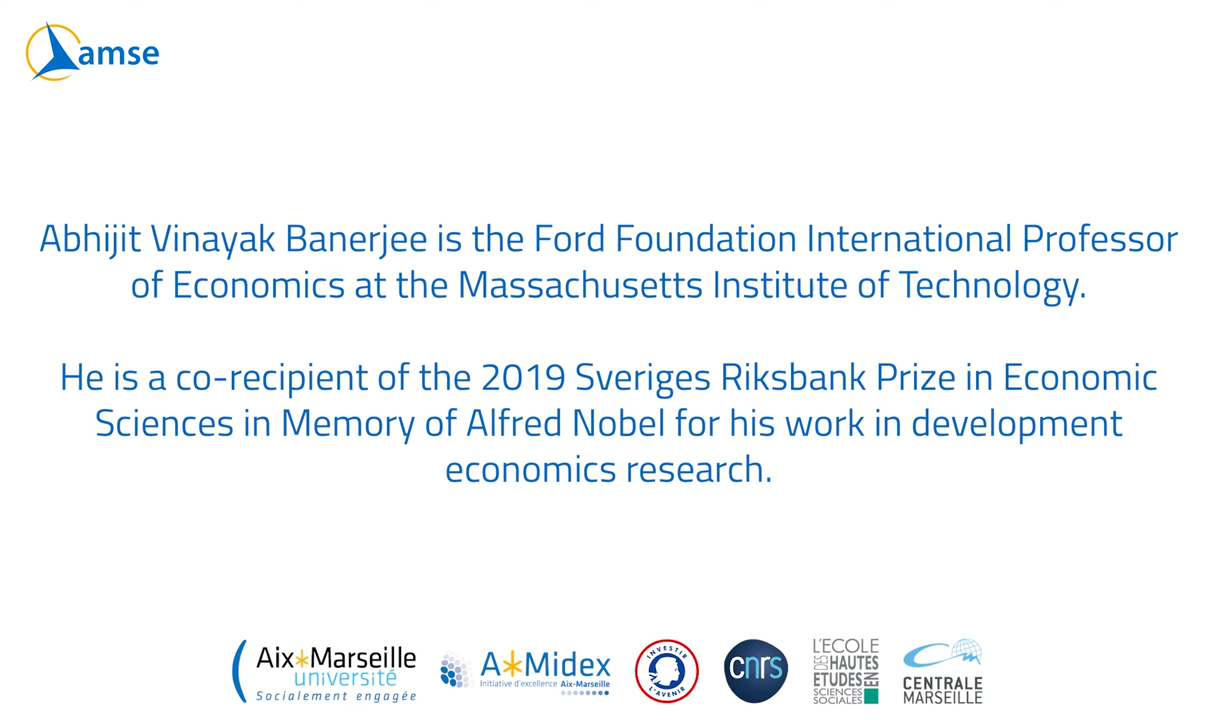 amse
Abhijit Vinayak Banerjee is the Ford Foundation International Professor
of Economics at the Massachusetts Institute of Technology.
He is a co-recipient of the 2019 Sveriges Riksbank Prize in Economic
Sciences in Memory of Alfred Nobel for his work in development
economics research.
Aix*Marseille
université
Socialement engagée
A*Midex
Initiative d'excellence Aix-Marseille
INVESTIR
L'AVENIR
cnrs
L'ECOLE
DES HAUTES
ETUDES EN
SCIENCES
SOCIALES
CENTRALE
MARSEILLE